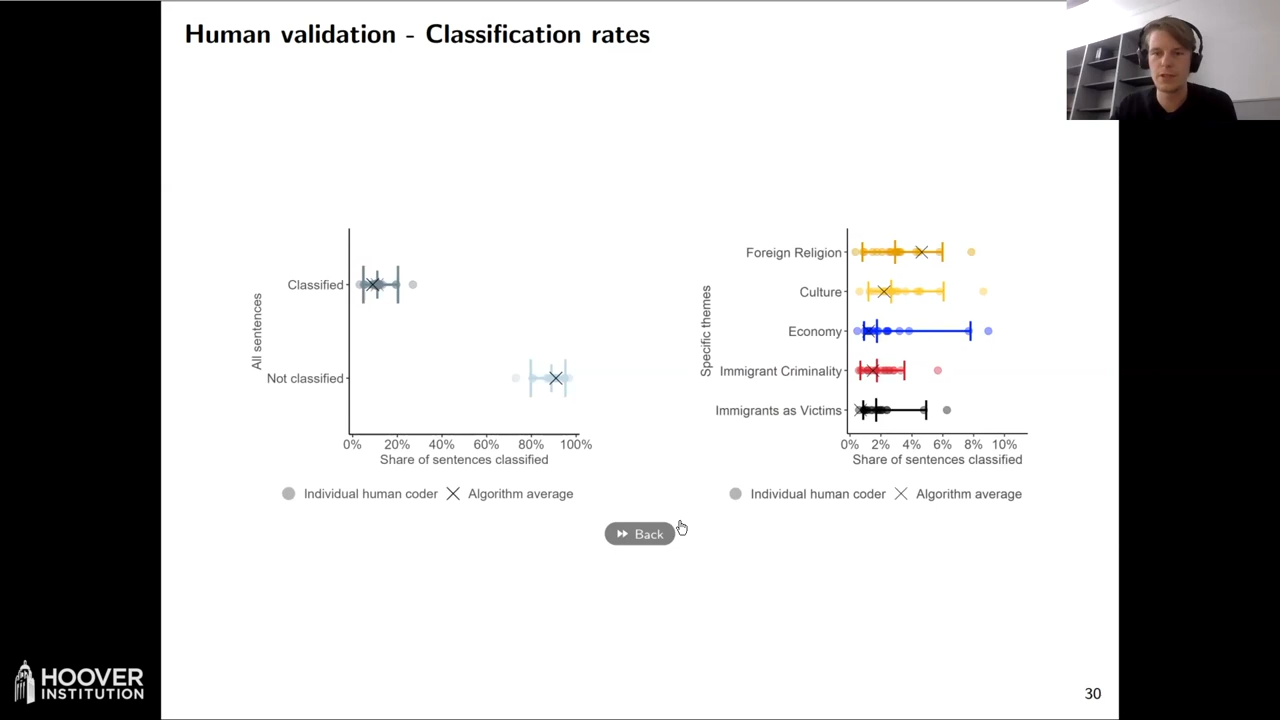 Human validation - Classification rates
All sentences
Classified
Not classified
0% 20% 40% 60% 80% 100%
Share of sentences classified
Individual human coder Algorithm average
Specific themes
Foreign Religion
Culture
Economy
Immigrant Criminality
Immigrants as Victims
0% 2% 4% 6% 8% 10%
Share of sentences classified
Individual human coder Algorithm average
Back
HOOVER
INSTITUTION
30